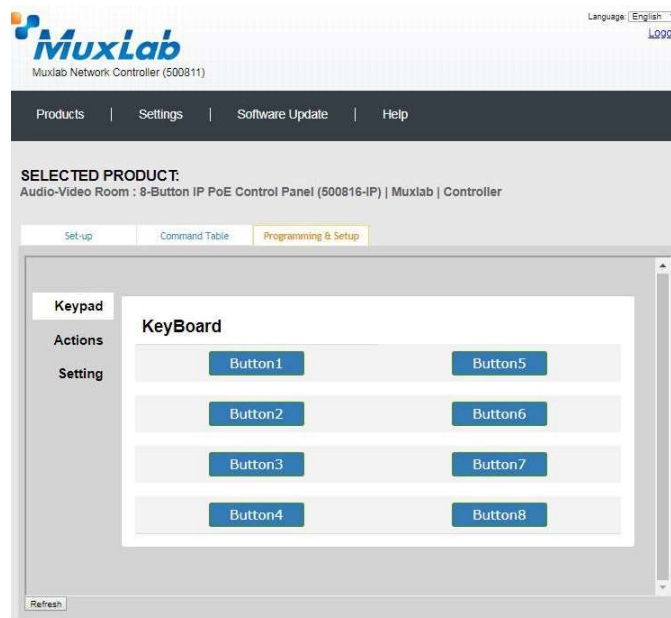 Language: English
Logo
MuxLab
Muxlab Network Controller (500811)
Products | Settings | Software Update | Help
SELECTED PRODUCT:
Audio-Video Room : 8-Button IP PoE Control Panel (500816-IP) | Muxlab | Controller
Set-up Command Table Programming & Setup
Keypad
Actions
Setting
KeyBoard
Button1 Button5
Button2 Button6
Button3 Button7
Button4 Button8
Refresh